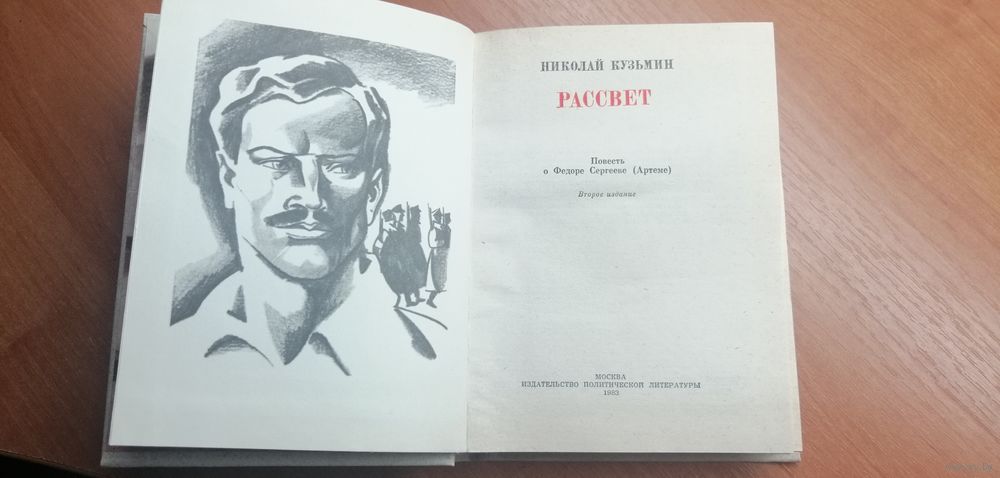 НИКОЛАЙ КУЗЬМИН
РАССВЕТ
Повесть
о Федоре Сергееве (Артеме)
Второе издание
МОСКВА
ИЗДАТЕЛЬСТВО ПОЛИТИЧЕСКОЙ ЛИТЕРАТУРЫ
1983